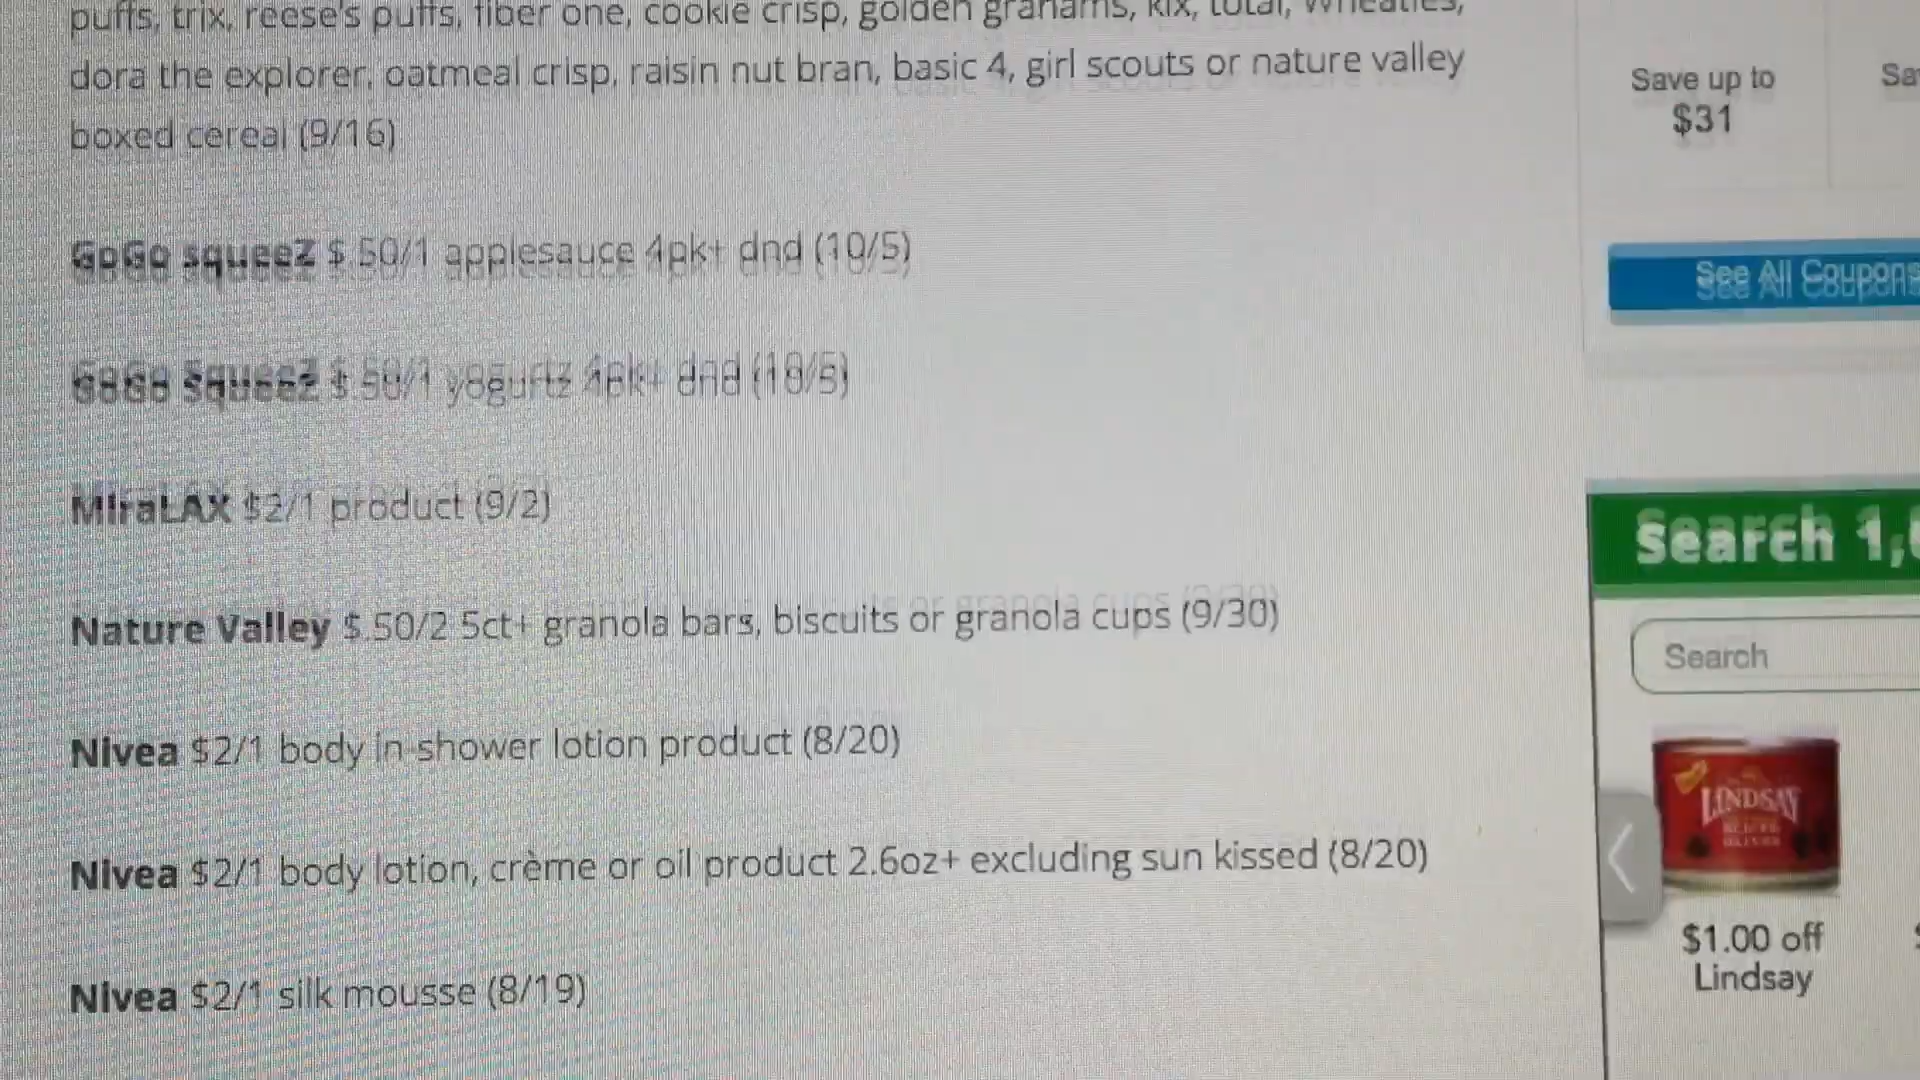 puffs, trix, reese's puffs, fiber one, cookie crisp, golden grahams, kix, total, wheaties,
dora the explorer, oatmeal crisp, raisin nut bran, basic 4, girl scouts or nature valley
boxed cereal (9/16)
GoGo squeeZ $.50/1 applesauce 4pk+ dnd (10/5)
GoGo SqueeZ $.50/1 yogurtz 4pk+ dnd (10/5)
MiraLAX $2/1 product (9/2)
Nature Valley $.50/2 5ct+ granola bars, biscuits or granola cups (9/30)
Nivea $2/1 body in-shower lotion product (8/20)
Nivea $2/1 body lotion, crème or oil product 2.6oz+ excluding sun kissed (8/20)
Nivea $2/1 silk mousse (8/19)
Save up to
$31
See All Coupons
Search 1,
Search
LINDSAY
$1.00 off
Lindsay